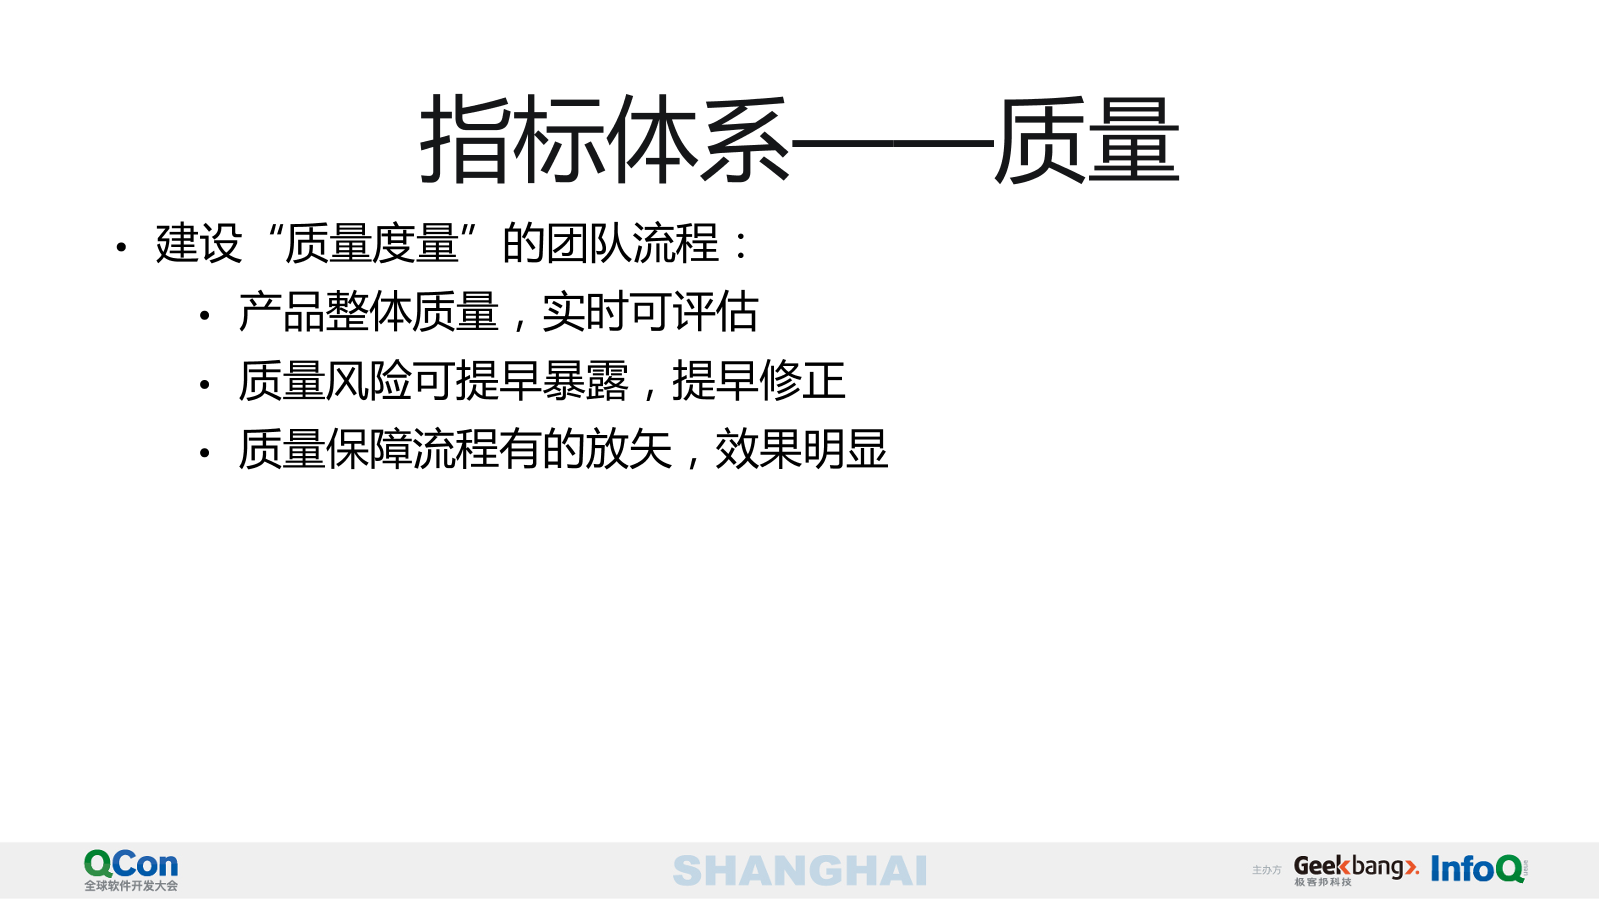 指标体系——质量
• 建设“质量度量”的团队流程：
• 产品整体质量，实时可评估
• 质量风险可提早暴露，提早修正
• 质量保障流程有的放矢，效果明显
QCon
全球软件开发大会
SHANGHAI
主办方
Geekbang>.
极客邦科技
InfoQ